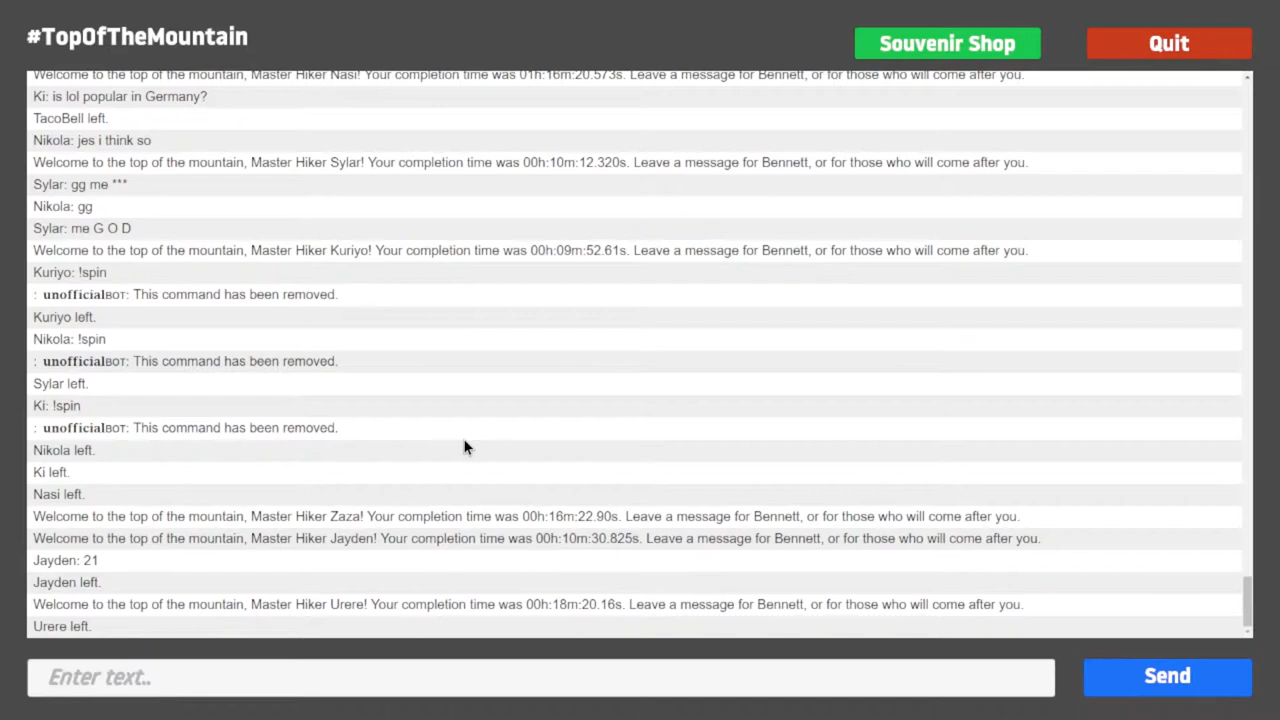 #TopOfTheMountain
Souvenir Shop
Quit
Welcome to the top of the mountain, Master Hiker Nasi! Your completion time was 01h:16m:20.573s. Leave a message for Bennett, or for those who will come after you.
Ki: is lol popular in Germany?
TacoBell left.
Nikola: jes i think so
Welcome to the top of the mountain, Master Hiker Sylar! Your completion time was 00h:10m:12.320s. Leave a message for Bennett, or for those who will come after you.
Sylar: gg me ***
Nikola: gg
Sylar: me G O D
Welcome to the top of the mountain, Master Hiker Kuriyo! Your completion time was 00h:09m:52.61s. Leave a message for Bennett, or for those who will come after you.
Kuriyo: !spin
: 𝐮𝐧𝐨𝐟𝐟𝐢𝐜𝐢𝐚𝐥ʙᴏᴛ: This command has been removed.
Kuriyo left.
Nikola: !spin
: 𝐮𝐧𝐨𝐟𝐟𝐢𝐜𝐢𝐚𝐥ʙᴏᴛ: This command has been removed.
Sylar left.
Ki: !spin
: 𝐮𝐧𝐨𝐟𝐟𝐢𝐜𝐢𝐚𝐥ʙᴏᴛ: This command has been removed.
Nikola left.
Ki left.
Nasi left.
Welcome to the top of the mountain, Master Hiker Zaza! Your completion time was 00h:16m:22.90s. Leave a message for Bennett, or for those who will come after you.
Welcome to the top of the mountain, Master Hiker Jayden! Your completion time was 00h:10m:30.825s. Leave a message for Bennett, or for those who will come after you.
Jayden: 21
Jayden left.
Welcome to the top of the mountain, Master Hiker Urere! Your completion time was 00h:18m:20.16s. Leave a message for Bennett, or for those who will come after you.
Urere left.
Enter text..
Send